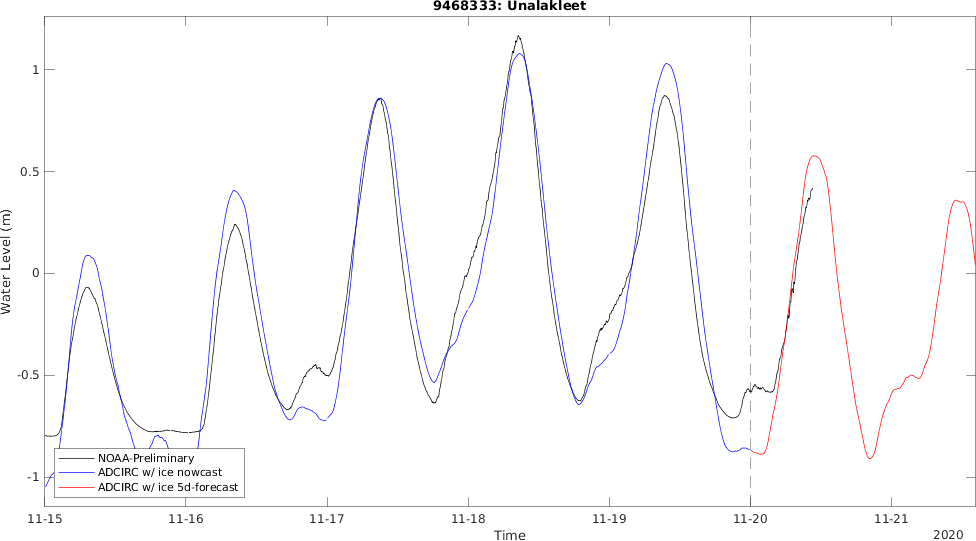 9468333: Unalakleet
Water Level (m)
1
0.5
0
-0.5
-1
NOAA-Preliminary
ADCIRC w/ ice nowcast
ADCIRC w/ ice 5d-forecast
11-15 11-16 11-17 11-18 11-19 11-20 11-21
Time
2020